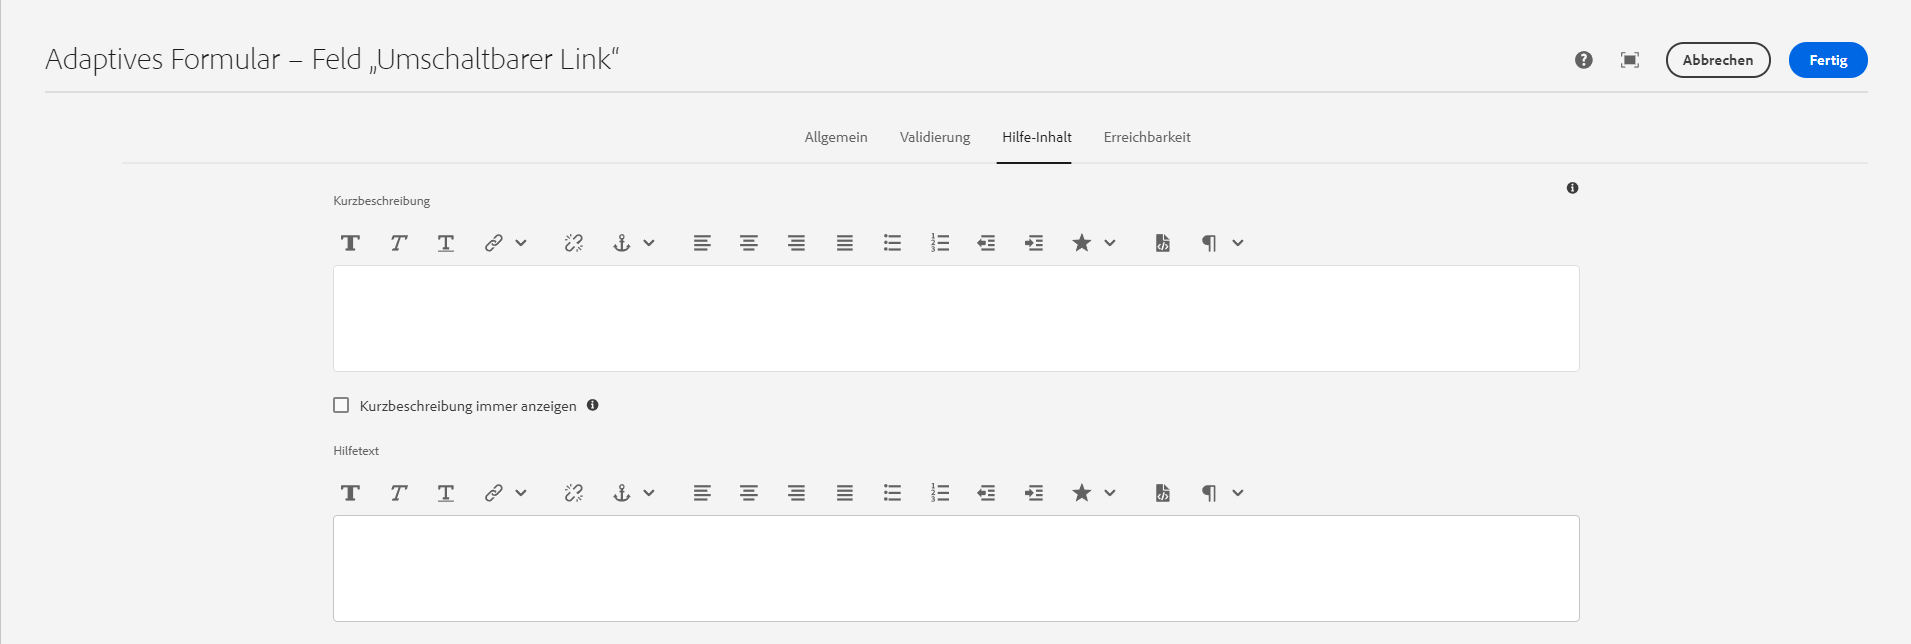 Adaptives Formular – Feld „Umschaltbarer Link“
Abbrechen
Fertig
Allgemein
Validierung
Hilfe-Inhalt
Erreichbarkeit
Kurzbeschreibung
Kurzbeschreibung immer anzeigen
Hilfetext